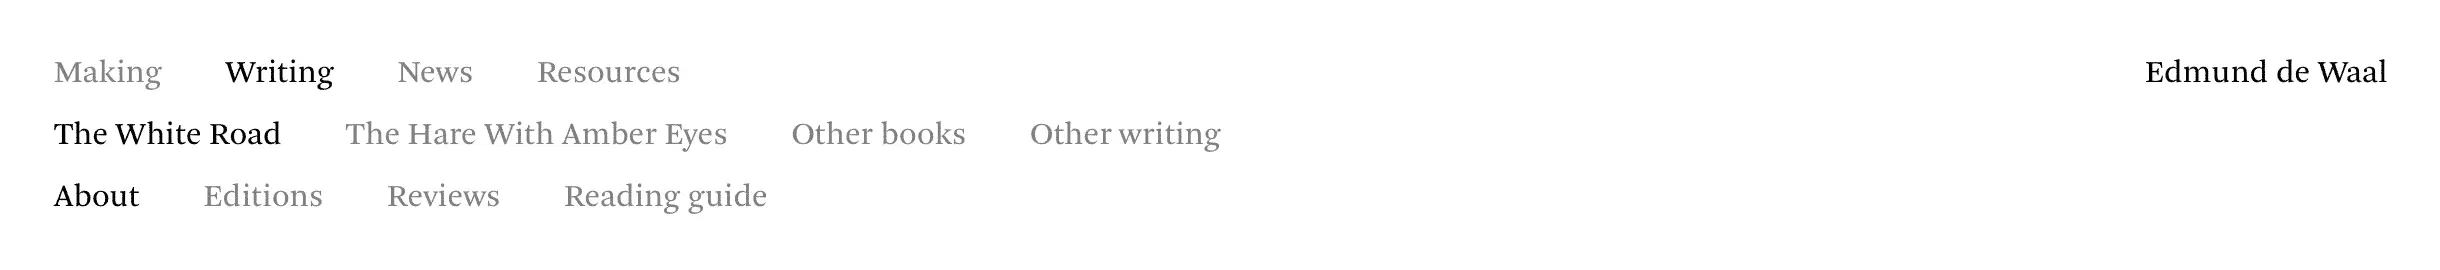 Making Writing News Resources Edmund de Waal
The White Road The Hare With Amber Eyes Other books Other writing
About Editions Reviews Reading guide